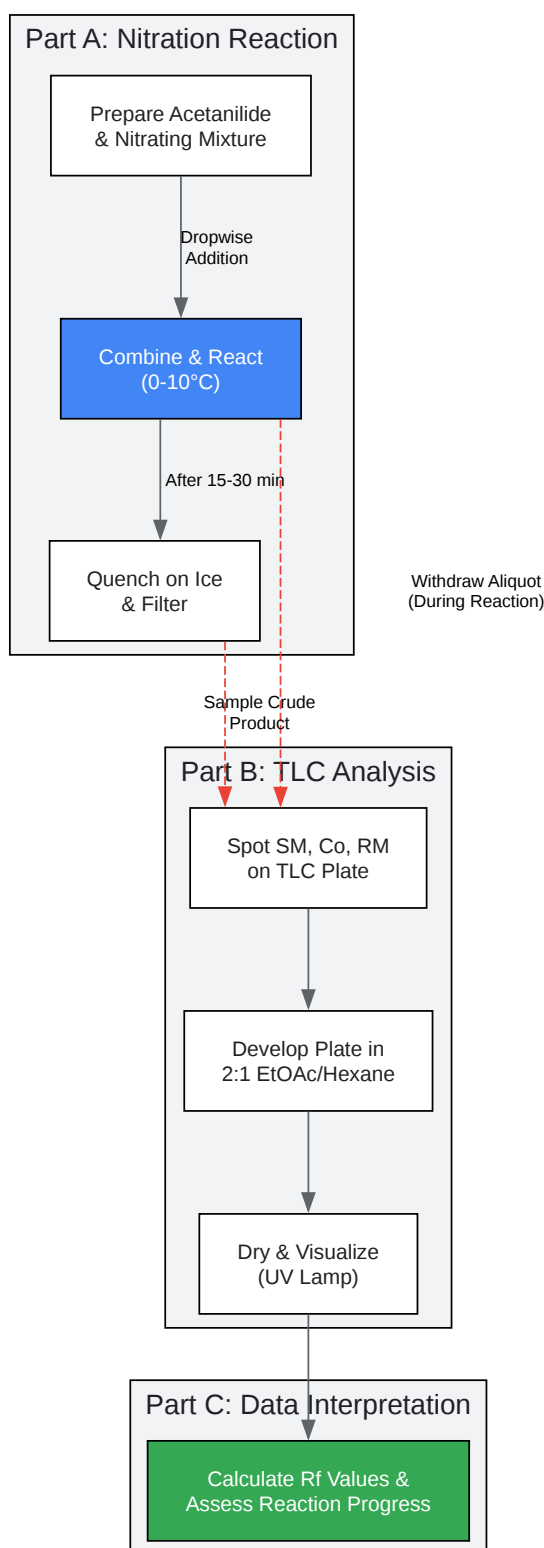 Part A: Nitration Reaction
Prepare Acetanilide
& Nitrating Mixture
Dropwise
Addition
Combine & React
(0-10°C)
After 15-30 min
Quench on Ice
& Filter
Withdraw Aliquot
(During Reaction)
Sample Crude
Product
Part B: TLC Analysis
Spot SM, Co, RM
on TLC Plate
Develop Plate in
2:1 EtOAc/Hexane
Dry & Visualize
(UV Lamp)
Part C: Data Interpretation
Calculate Rf Values &
Assess Reaction Progress